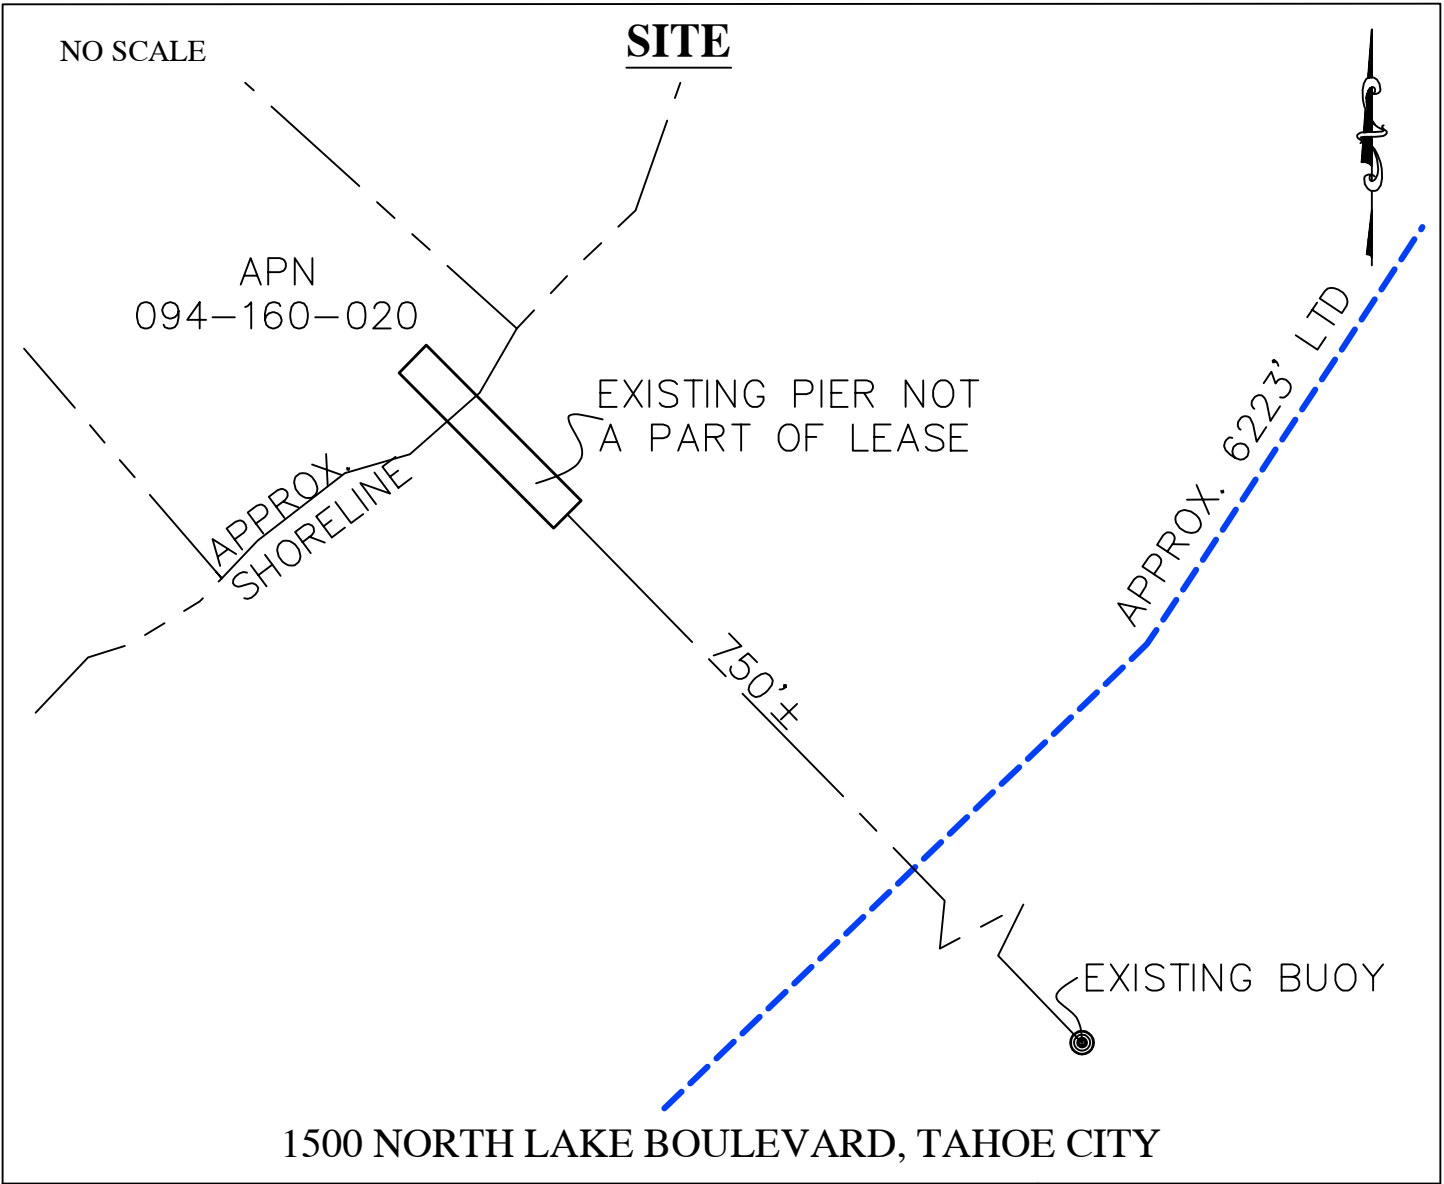 NO SCALE
SITE
APN
094-160-020
EXISTING PIER NOT
A PART OF LEASE
APPROX.
SHORELINE
APPROX. 6223' LTD
750'±
EXISTING BUOY
1500 NORTH LAKE BOULEVARD, TAHOE CITY